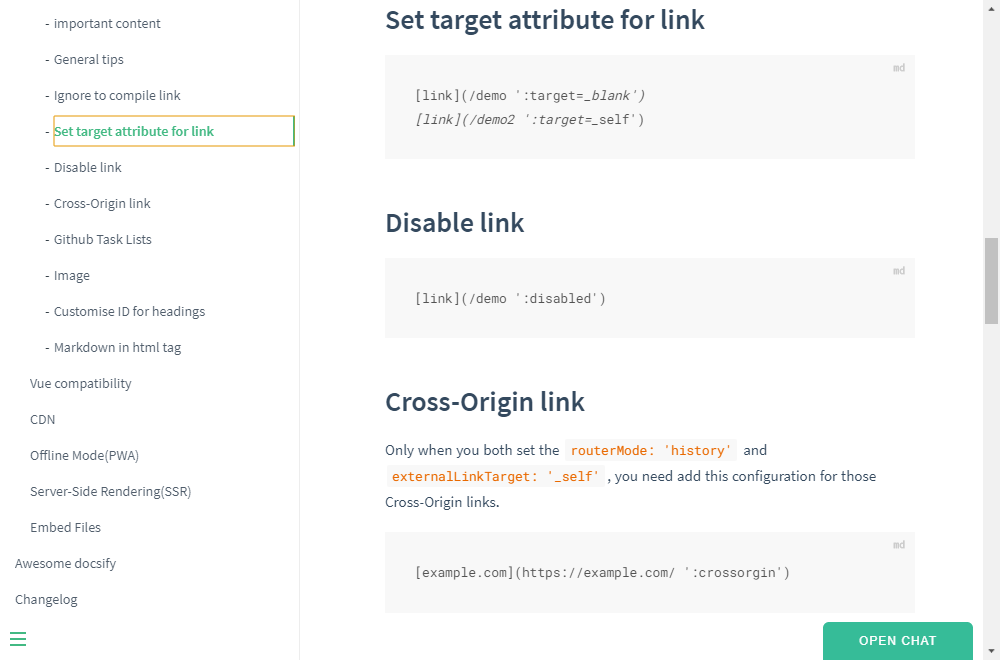 - important content
- General tips
- Ignore to compile link
- Set target attribute for link
- Disable link
- Cross-Origin link
- Github Task Lists
- Image
- Customise ID for headings
- Markdown in html tag
Vue compatibility
CDN
Offline Mode(PWA)
Server-Side Rendering(SSR)
Embed Files
Awesome docsify
Changelog
Set target attribute for link
md
[link](/demo ':target=_blank')
[link](/demo2 ':target=_self')
Disable link
md
[link](/demo ':disabled')
Cross-Origin link
Only when you both set the routerMode: 'history' and
externalLinkTarget: '_self' , you need add this configuration for those
Cross-Origin links.
md
[example.com](https://example.com/ ':crossorgin')
OPEN CHAT